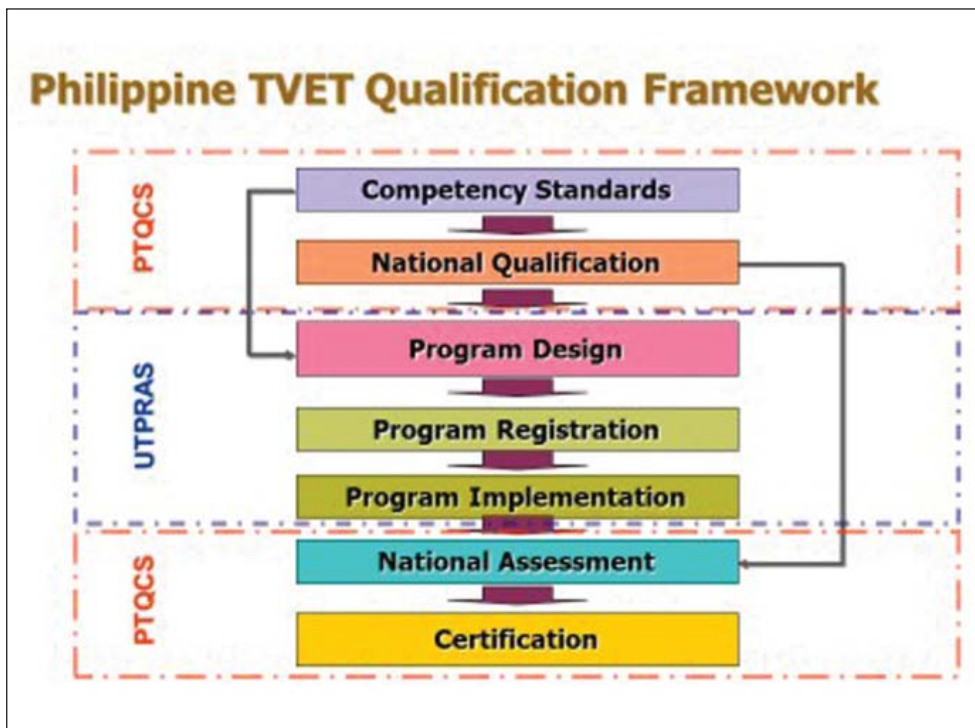 Philippine TVET Qualification Framework
PTQCS
Competency Standards
National Qualification
UTPRAS
Program Design
Program Registration
Program Implementation
PTQCS
National Assessment
Certification